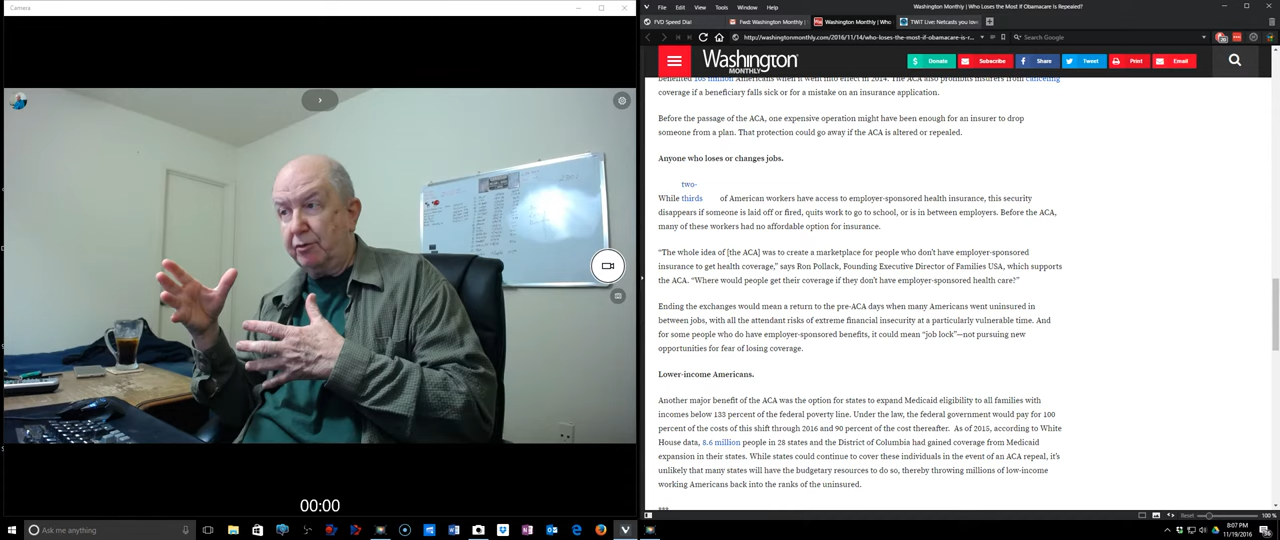 Camera
00:00
Ask me anything
File Edit View Tools Window
Washington Monthly | Who Loses the Most if Obamacare is Repealed?
FVD Speed Dial
Fwd: Washington Monthly |
Washington Monthly | Who
TWiT Live: Netcasts you lov
http://washingtonmonthly.com/2016/11/14/who-loses-the-most-if-obamacare-is-r...
Search Google
Washington
MONTHLY
$ Donate
Subscribe
Share
Tweet
Print
Email
benefited 105 million Americans when it went into effect in 2014. The ACA also prohibits insurers from canceling
coverage if a beneficiary falls sick or for a mistake on an insurance application.
Before the passage of the ACA, one expensive operation might have been enough for an insurer to drop
someone from a plan. That protection could go away if the ACA is altered or repealed.
Anyone who loses or changes jobs.
two-
While thirds of American workers have access to employer-sponsored health insurance, this security
disappears if someone is laid off or fired, quits work to go to school, or is in between employers. Before the ACA,
many of these workers had no affordable option for insurance.
“The whole idea of [the ACA] was to create a marketplace for people who don’t have employer-sponsored
insurance to get health coverage,” says Ron Pollack, Founding Executive Director of Families USA, which supports
the ACA. “Where would people get their coverage if they don’t have employer-sponsored health care?”
Ending the exchanges would mean a return to the pre-ACA days when many Americans went uninsured in
between jobs, with all the attendant risks of extreme financial insecurity at a particularly vulnerable time. And
for some people who do have employer-sponsored benefits, it could mean “job lock”—not pursuing new
opportunities for fear of losing coverage.
Lower-income Americans.
Another major benefit of the ACA was the option for states to expand Medicaid eligibility to all families with
incomes below 133 percent of the federal poverty line. Under the law, the federal government would pay for 100
percent of the costs of this shift through 2016 and 90 percent of the cost thereafter. As of 2015, according to White
House data, 8.6 million people in 28 states and the District of Columbia had gained coverage from Medicaid
expansion in their states. While states could continue to cover these individuals in the event of an ACA repeal, it’s
unlikely that many states will have the budgetary resources to do so, thereby throwing millions of low-income
working Americans back into the ranks of the uninsured.
***
Reset
100 %
8:07 PM
11/19/2016